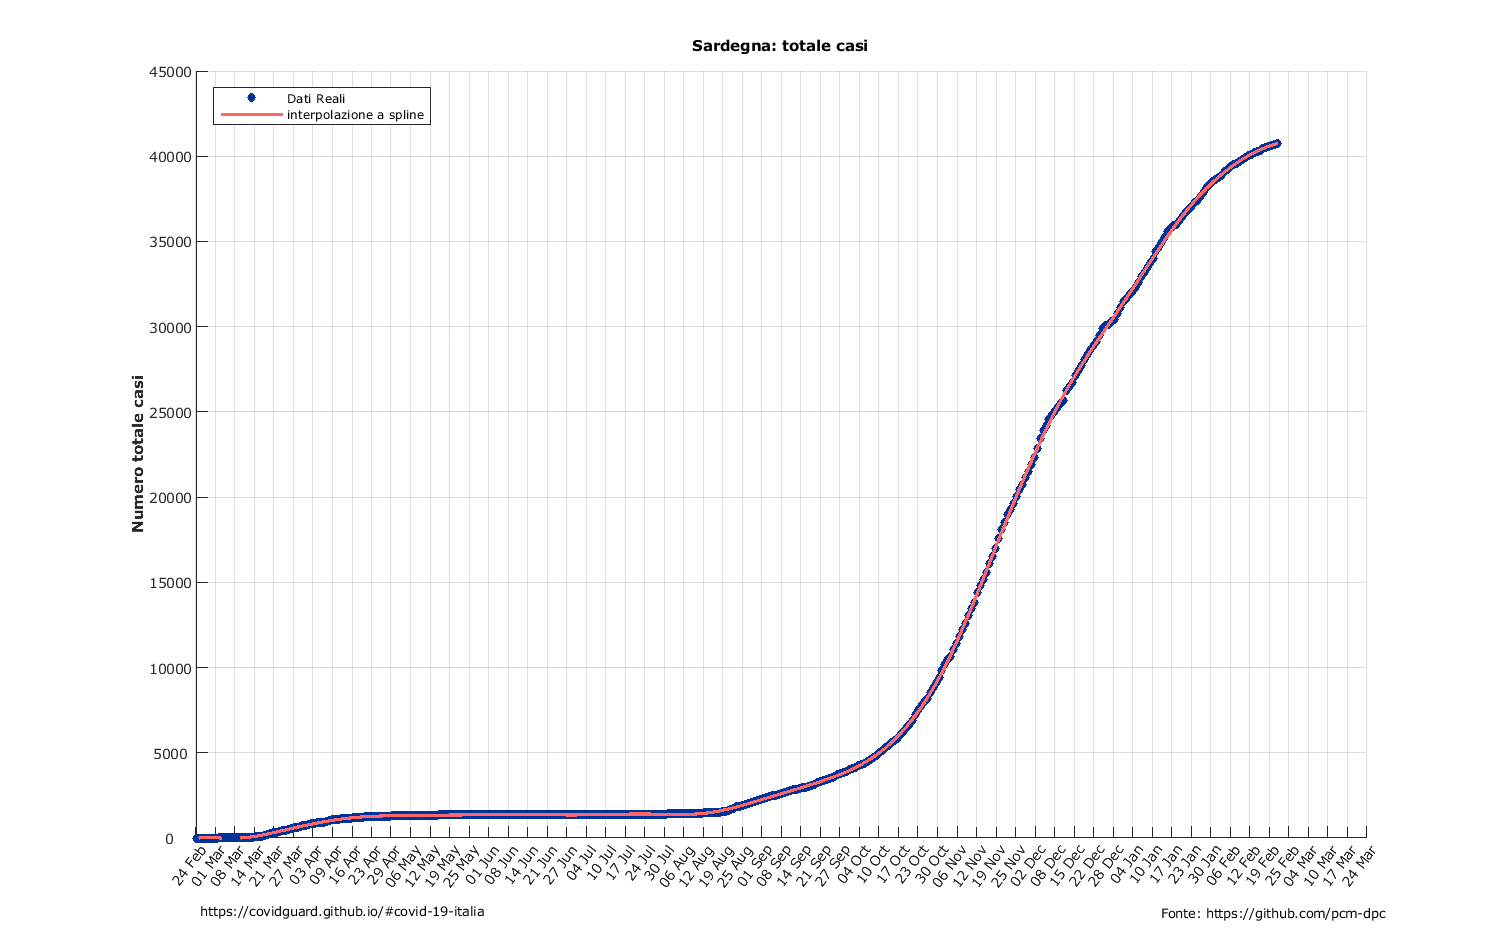 Sardegna: totale casi
Dati Reali
interpolazione a spline
Numero totale casi
45000
40000
35000
30000
25000
20000
15000
10000
5000
0
24 Feb
01 Mar
08 Mar
14 Mar
21 Mar
27 Mar
03 Apr
09 Apr
16 Apr
23 Apr
29 Apr
06 May
12 May
19 May
25 May
01 Jun
08 Jun
14 Jun
21 Jun
27 Jun
04 Jul
10 Jul
17 Jul
24 Jul
30 Jul
06 Aug
12 Aug
19 Aug
25 Aug
01 Sep
08 Sep
14 Sep
21 Sep
27 Sep
04 Oct
10 Oct
17 Oct
23 Oct
30 Oct
06 Nov
12 Nov
19 Nov
25 Nov
02 Dec
08 Dec
15 Dec
22 Dec
28 Dec
04 Jan
10 Jan
17 Jan
23 Jan
30 Jan
06 Feb
12 Feb
19 Feb
25 Feb
04 Mar
10 Mar
17 Mar
24 Mar
https://covidguard.github.io/#covid-19-italia
Fonte: https://github.com/pcm-dpc